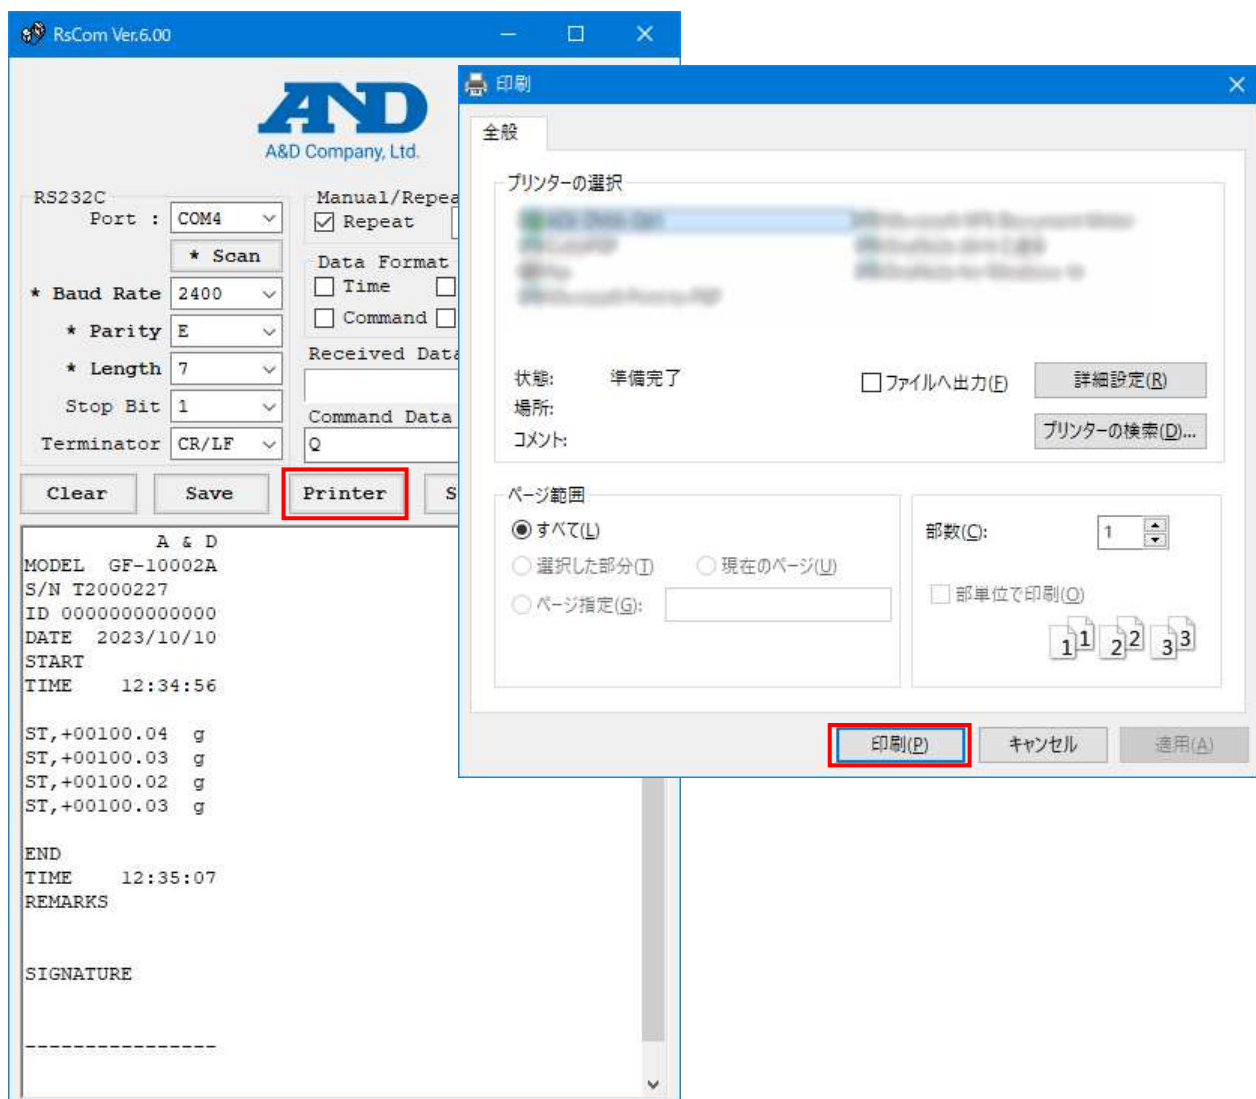 RsCom Ver.6.00
AND
A&D Company, Ltd.
RS232C
Port : COM4
* Scan
* Baud Rate 2400
* Parity E
* Length 7
Stop Bit 1
Terminator CR/LF
Manual/Repea
Repeat
Data Format
Time
Command
Received Data
Command Data
Q
Clear Save Printer S
A & D
MODEL GF-10002A
S/N T2000227
ID 0000000000000
DATE 2023/10/10
START
TIME 12:34:56
ST,+00100.04 g
ST,+00100.03 g
ST,+00100.02 g
ST,+00100.03 g
END
TIME 12:35:07
REMARKS
SIGNATURE
----------------
印刷
全般
プリンターの選択
状態: 準備完了
場所:
コメント:
ファイルへ出力(F) 詳細設定(R)
プリンターの検索(D)...
ページ範囲
すべて(L)
選択した部分(T) 現在のページ(U)
ページ指定(G):
部数(C): 1
部単位で印刷(O)
11 22 33
印刷(P) キャンセル 適用(A)